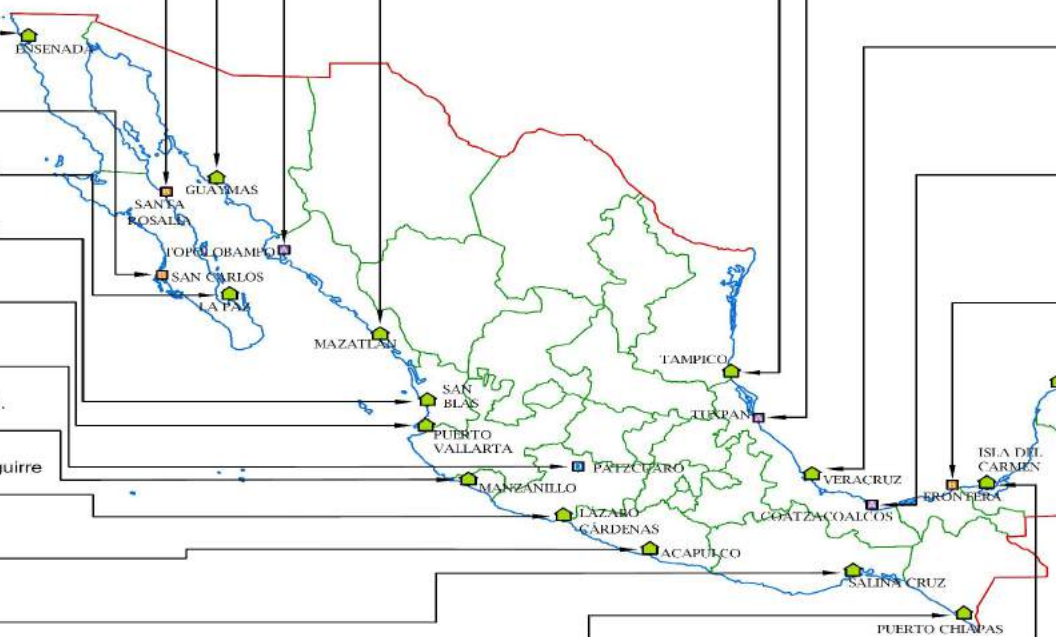 ENSENADA
GUAYMAS
SANTA
ROSALIA
TOPOLOBAMPO
SAN CARLOS
LA PAZ
MAZATLAN
TAMPICO
SAN
BLAS
TUXPAN
PUERTO
VALLARTA
ISLA DEL
CARMEN
guirre
PATZCUARO
VERACRUZ
MANZANILLO
FRONTERA
LAZARO
CÁRDENAS
COATZACOALCOS
ACAPULCO
SALINA CRUZ
PUERTO CHIAPAS